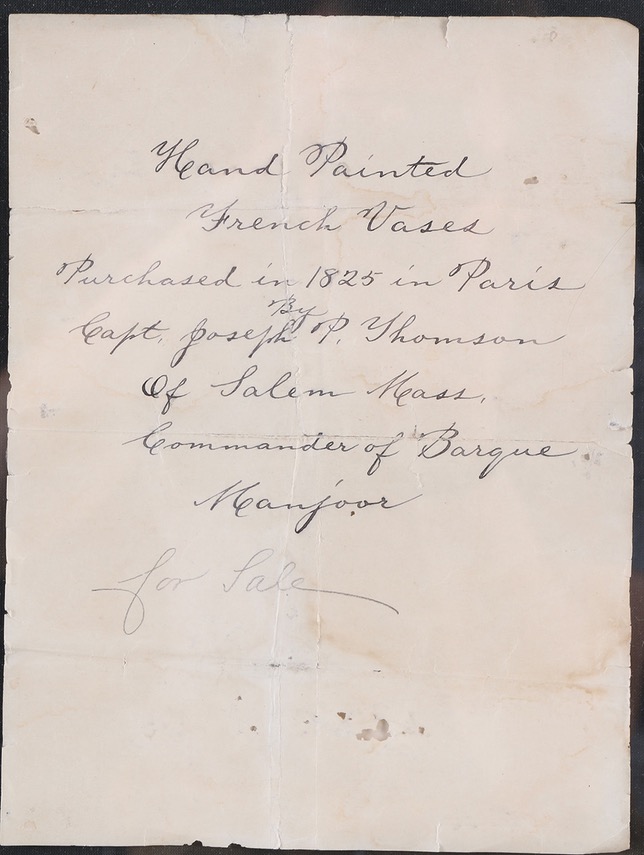 Hand Painted
French Vases
Purchased in 1825 in Paris
By
Capt. Joseph P. Thomson
Of Salem Mass.
Commander of Barque
Manjoor
for Sale